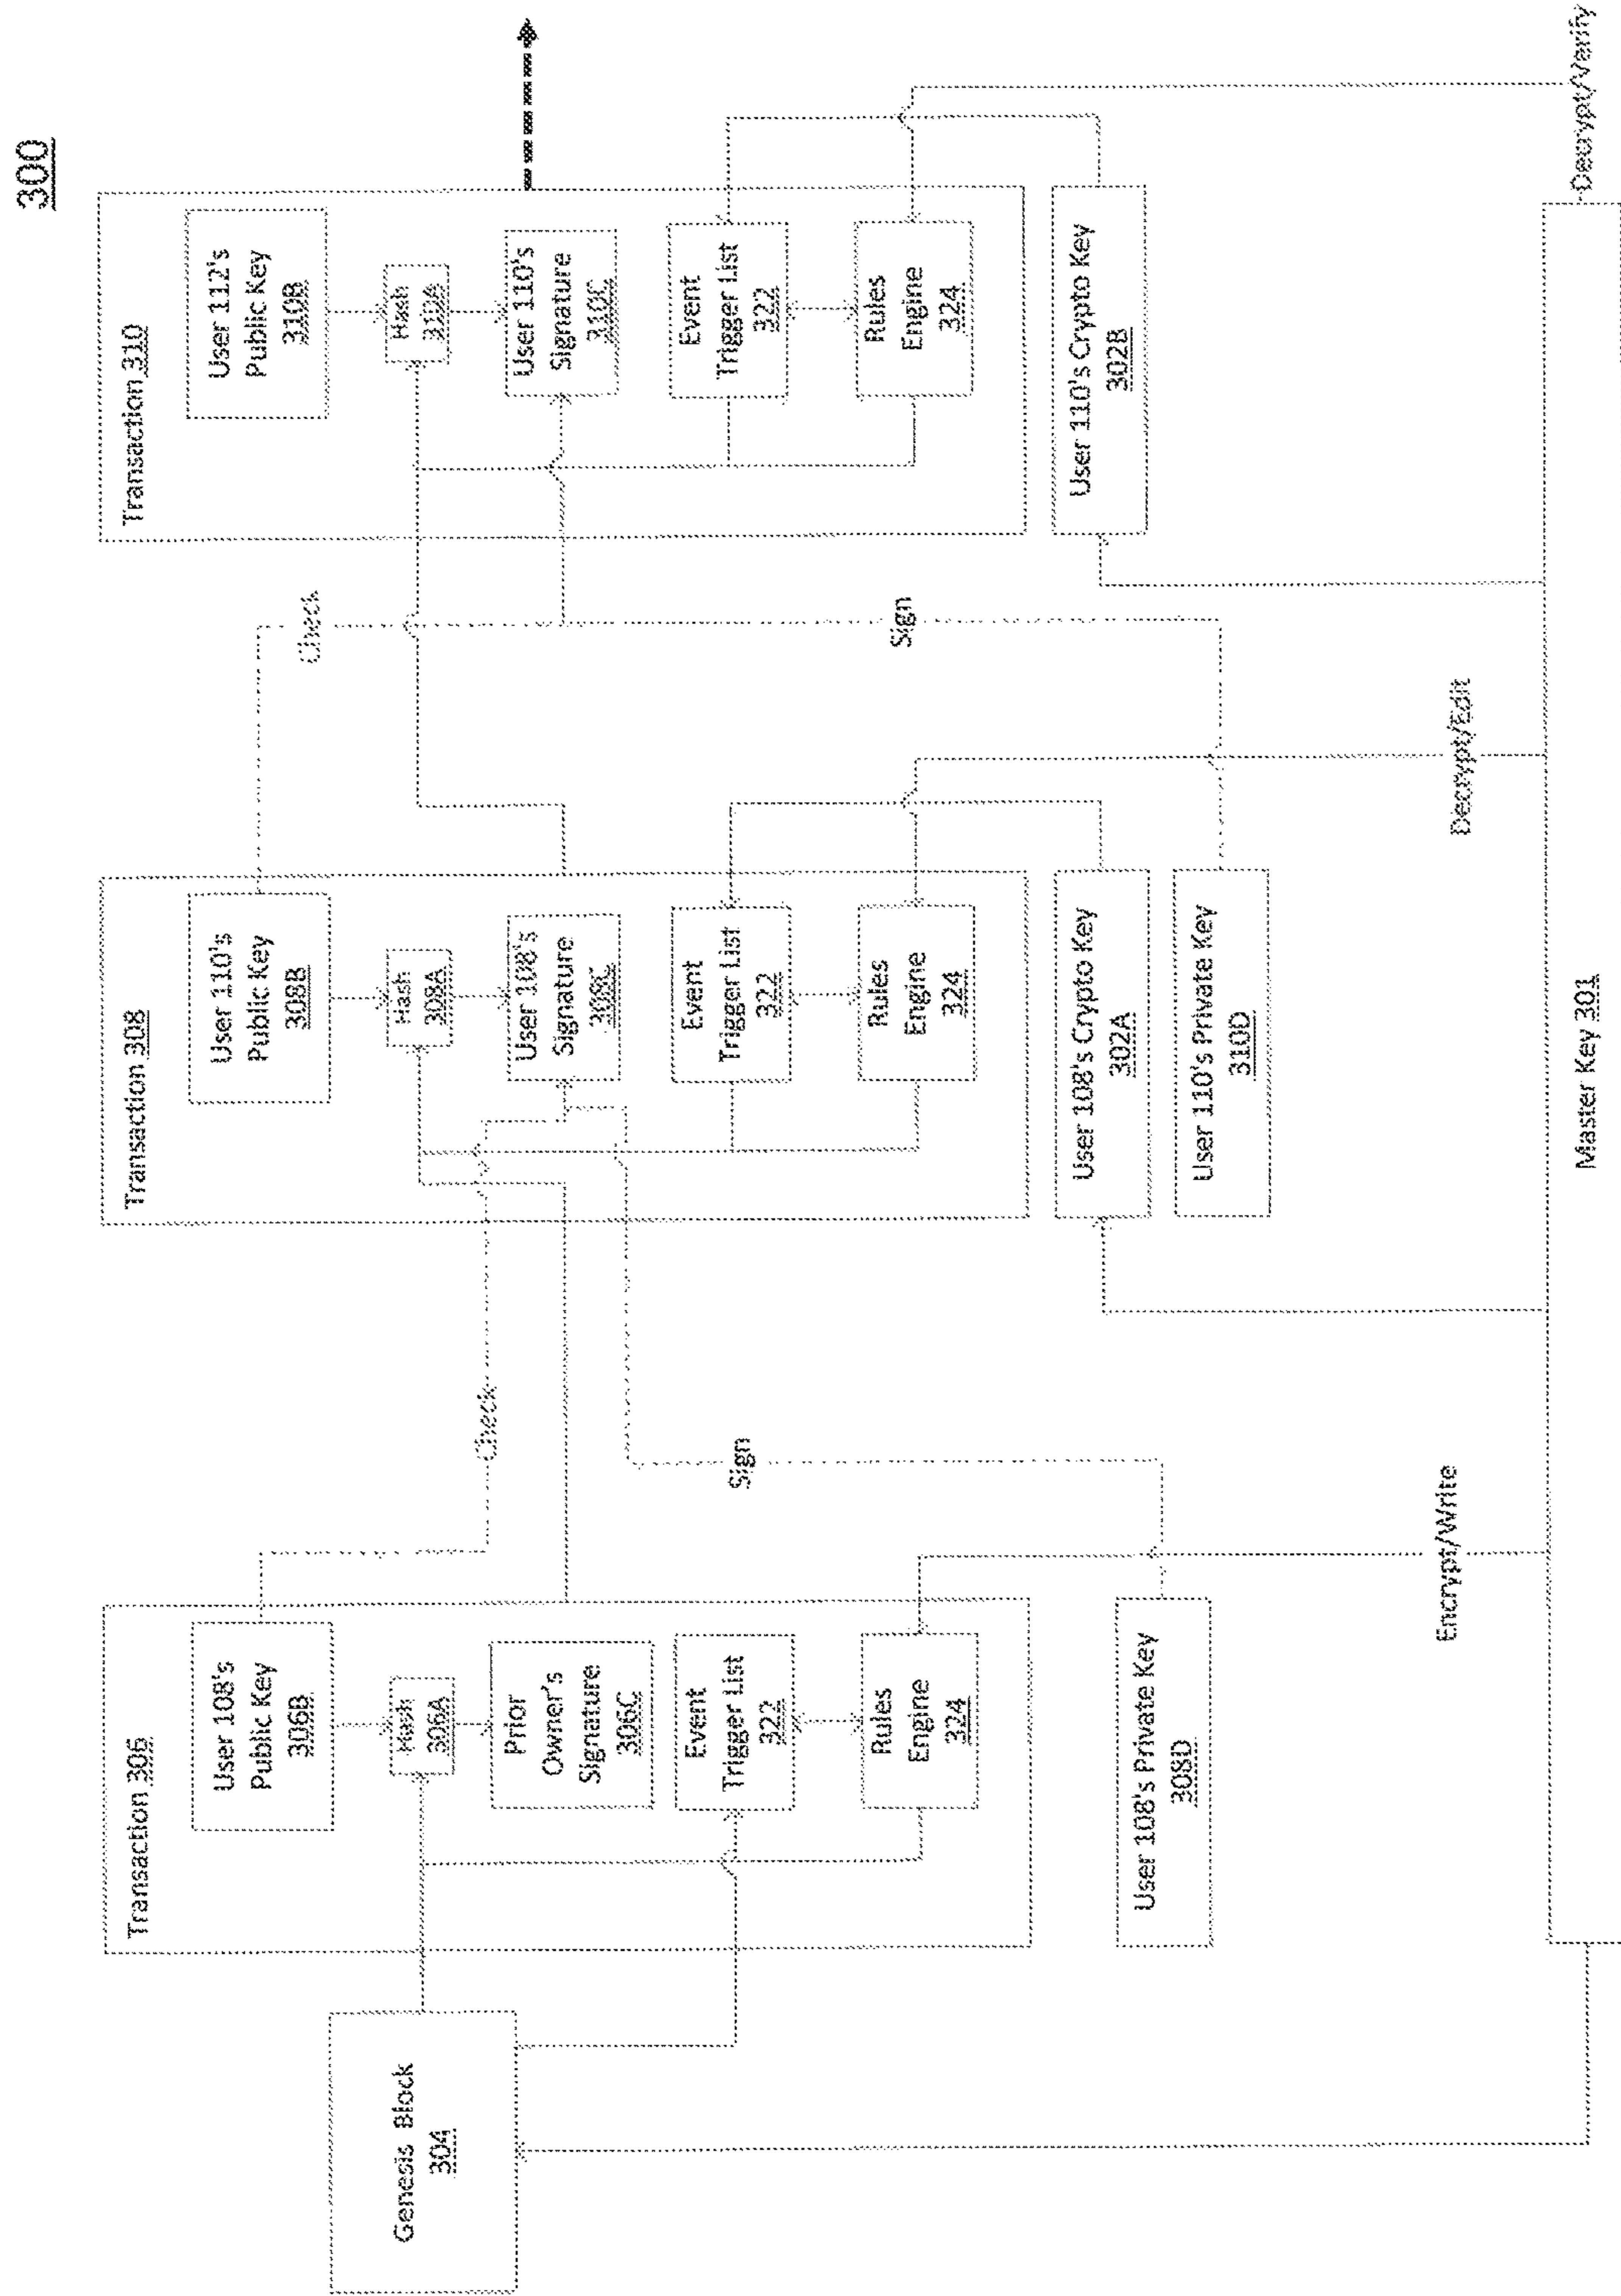 300
Genesis Block
304
Transaction 306
User 108's
Public Key
306B
Hash
306A
Prior
Owner's
Signature
306C
Event
Trigger List
322
Rules
Engine
324
User 108's Private Key
308D
Check
Sign
Encrypt/Write
Transaction 308
User 110's
Public Key
308B
Hash
308A
User 108's
Signature
308C
Event
Trigger List
322
Rules
Engine
324
User 108's Crypto Key
302A
User 110's Private Key
310D
Check
Sign
Decrypt/Edit
Transaction 310
User 112's
Public Key
310B
Hash
310A
User 110's
Signature
310C
Event
Trigger List
322
Rules
Engine
324
User 110's Crypto Key
302B
Decrypt/Verify
Master Key 301